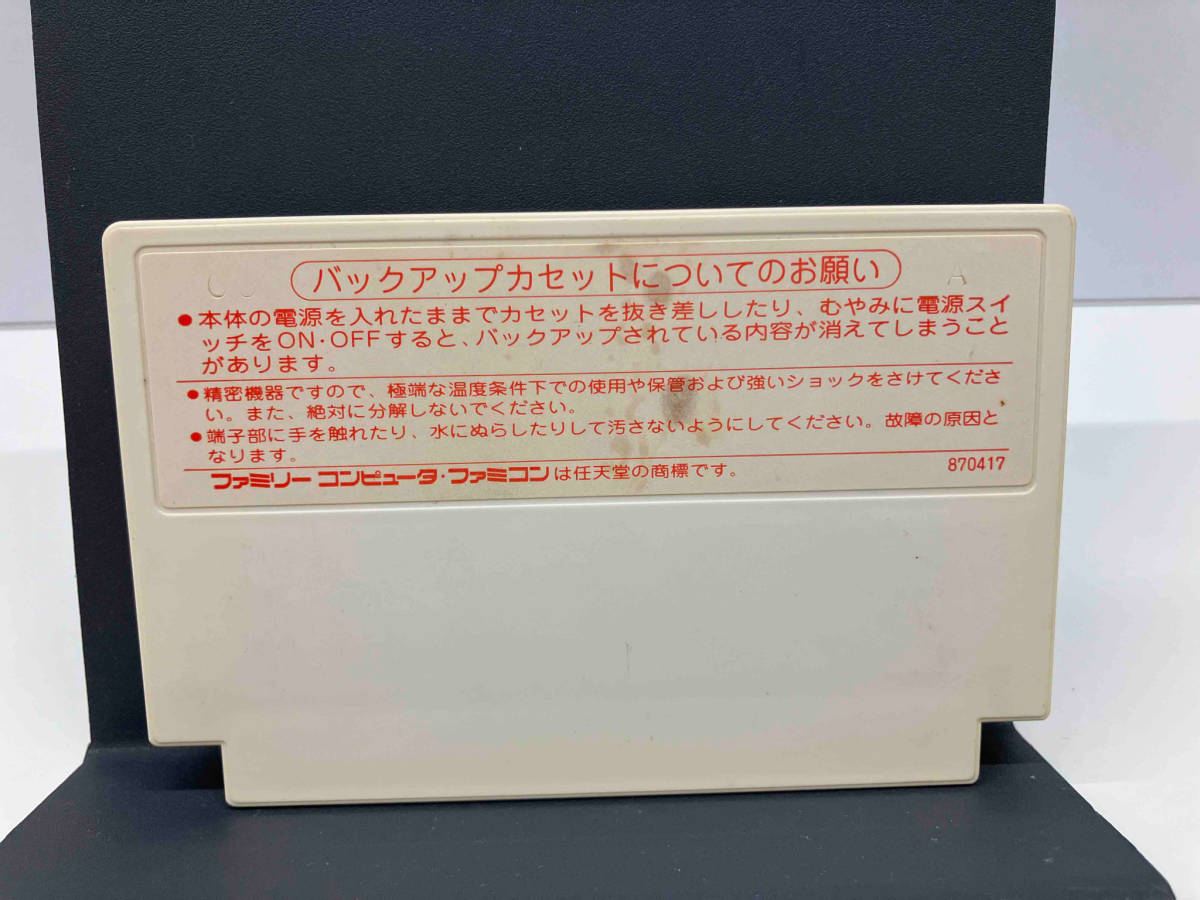 バックアップカセットについてのお願い
●本体の電源を入れたままでカセットを抜き差ししたり、むやみに電源スイ
ッチをON・OFFすると、バックアップされている内容が消えてしまうこと
があります。
●精密機器ですので、極端な温度条件下での使用や保管および強いショックをさけてくださ
い。また、絶対に分解しないでください。
●端子部に手を触れたり、水にぬらしたりして汚さないようにしてください。故障の原因と
なります。
ファミリーコンピュータ・ファミコンは任天堂の商標です。 870417